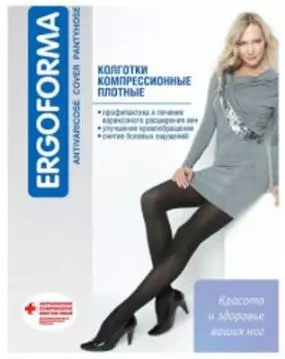 ERGOFORMA
ANTIVARICOSE COVER PANTYHOSE
КОЛГОТКИ
КОМПРЕССИОННЫЕ
ПЛОТНЫЕ
• профилактика и лечение
варикозного расширения вен
• улучшение кровообращения
• снятие болевых ощущений
Красота
и здоровье
ваших ног